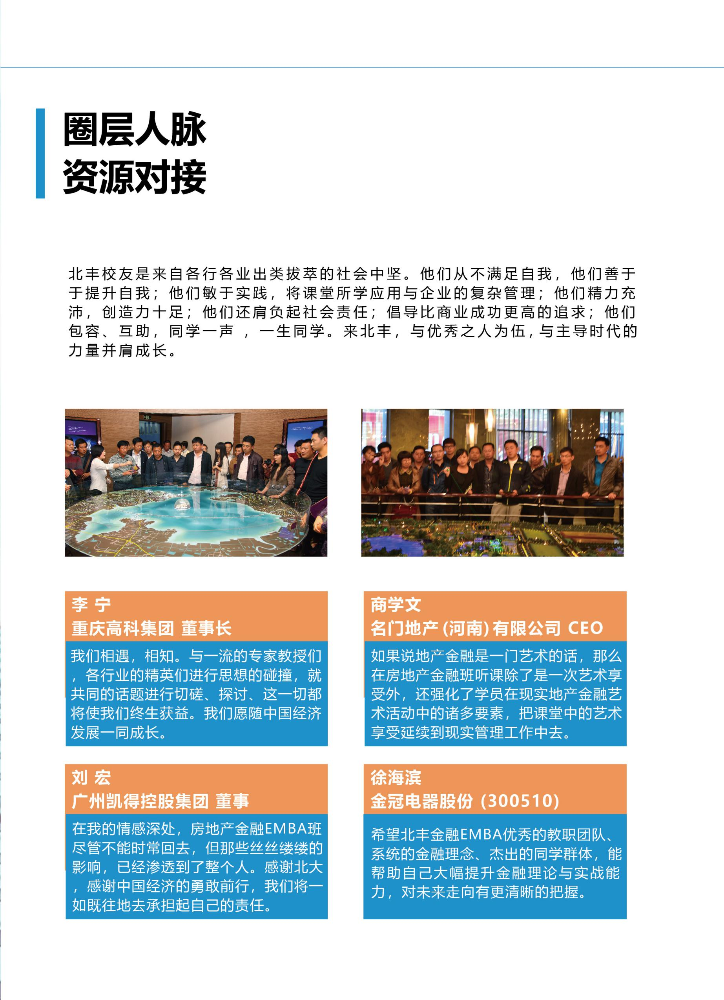 圈层人脉
资源对接
北丰校友是来自各行各业出类拔萃的社会中坚。他们从不满足自我，他们善于
于提升自我；他们敏于实践，将课堂所学应用与企业的复杂管理；他们精力充
沛，创造力十足；他们还肩负起社会责任；倡导比商业成功更高的追求；他们
包容、互助，同学一声 ，一生同学。来北丰，与优秀之人为伍,与主导时代的
力量并肩成长。
李 宁
重庆高科集团 董事长
我们相遇，相知。与一流的专家教授们
，各行业的精英们进行思想的碰撞，就
共同的话题进行切磋、探讨、这一切都
将使我们终生获益。我们愿随中国经济
发展一同成长。
商学文
名门地产(河南)有限公司 CEO
如果说地产金融是一门艺术的话，那么
在房地产金融班听课除了是一次艺术享
受外，还强化了学员在现实地产金融艺
术活动中的诸多要素，把课堂中的艺术
享受延续到现实管理工作中去。
刘 宏
广州凯得控股集团 董事
在我的情感深处，房地产金融EMBA班
尽管不能时常回去，但那些丝丝缕缕的
影响，已经渗透到了整个人。感谢北大
，感谢中国经济的勇敢前行，我们将一
如既往地去承担起自己的责任。
徐海滨
金冠电器股份 (300510)
希望北丰金融EMBA优秀的教职团队、
系统的金融理念、杰出的同学群体，能
帮助自己大幅提升金融理论与实战能
力，对未来走向有更清晰的把握。